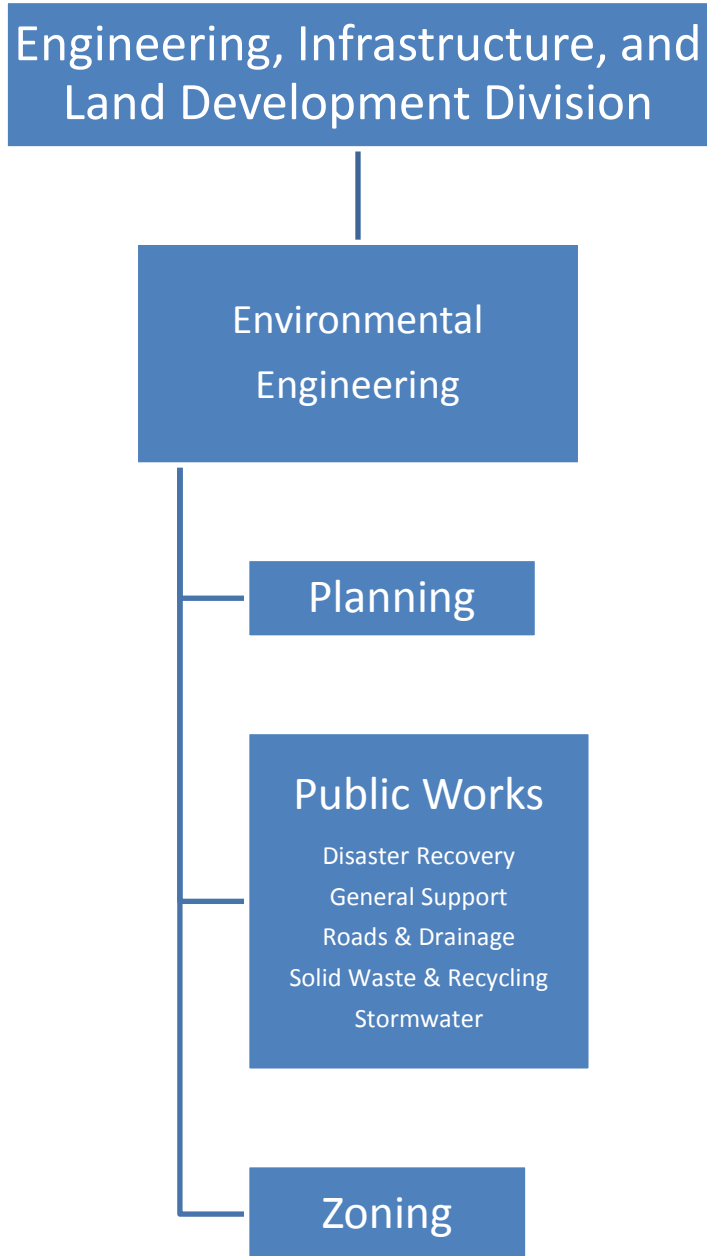 Engineering, Infrastructure, and
Land Development Division
Environmental
Engineering
Planning
Public Works
Disaster Recovery
General Support
Roads & Drainage
Solid Waste & Recycling
Stormwater
Zoning